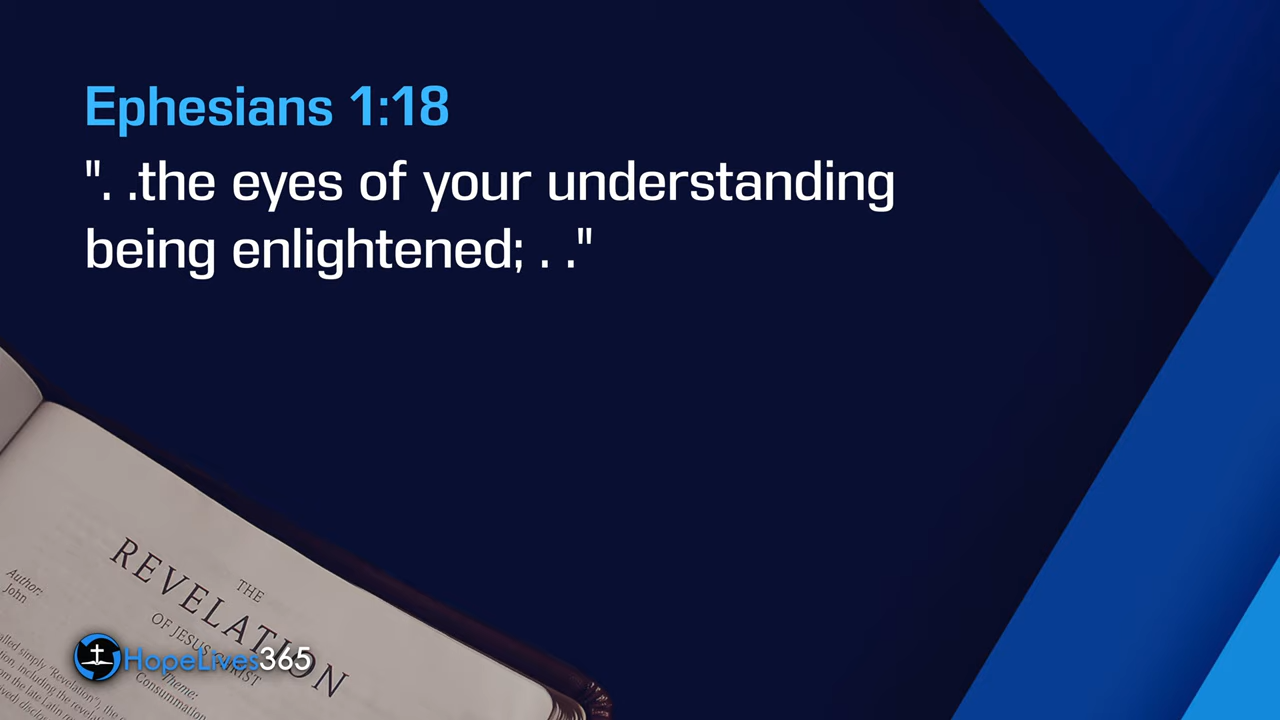 Ephesians 1:18
". .the eyes of your understanding
being enlightened; . ."
THE
REVELATION
OF JESUS CHRIST
Author:
John
Theme:
Consummation
HopeLives365